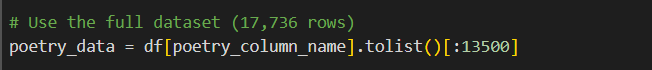 # Use the full dataset (17,736 rows)
poetry_data = df[poetry_column_name].tolist()[:13500]